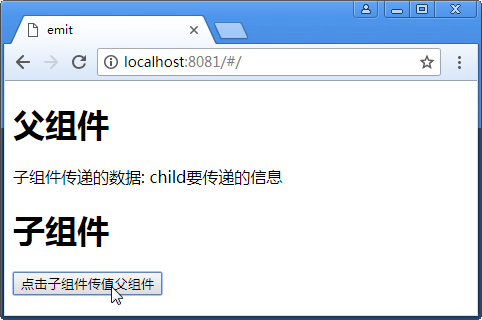 emit
localhost:8081/#/
父组件
子组件传递的数据: child要传递的信息
子组件
点击子组件传值父组件